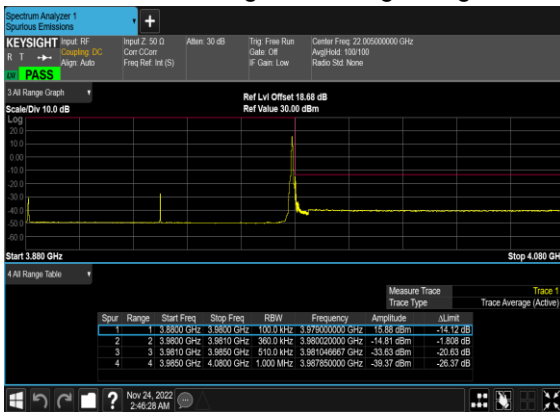 Spectrum Analyzer 1
Spurious Emissions
KEYSIGHT Input: RF Input Z: 50 Ω Atten: 30 dB Trig: Free Run Center Freq: 22.005000000 GHz
R T Coupling: DC Corr CCorr Gate: Off Avg|Hold: 100/100
Align: Auto Freq Ref: Int (S) IF Gain: Low Radio Std: None
PASS
3 All Range Graph
Ref Lvl Offset 18.68 dB
Scale/Div 10.0 dB Ref Value 30.00 dBm
Log
20.0
10.0
0.00
-10.0
-20.0
-30.0
-40.0
-50.0
-60.0
Start 3.880 GHz Stop 4.080 GH
4 All Range Table
Measure Trace Trace 1
Trace Type Trace Average (Active)
Spur Range Start Freq Stop Freq RBW Frequency Amplitude ΔLimit
1 1 3.8800 GHz 3.9800 GHz 100.0 kHz 3.979000000 GHz 15.88 dBm -14.12 dB
2 2 3.9800 GHz 3.9810 GHz 360.0 kHz 3.980020000 GHz -14.81 dBm -1.808 dB
3 3 3.9810 GHz 3.9850 GHz 510.0 kHz 3.981046667 GHz -33.63 dBm -20.63 dB
4 4 3.9850 GHz 4.0800 GHz 1.000 MHz 3.987850000 GHz -39.37 dBm -26.37 dB
? Nov 24, 2022
2:46:28 AM